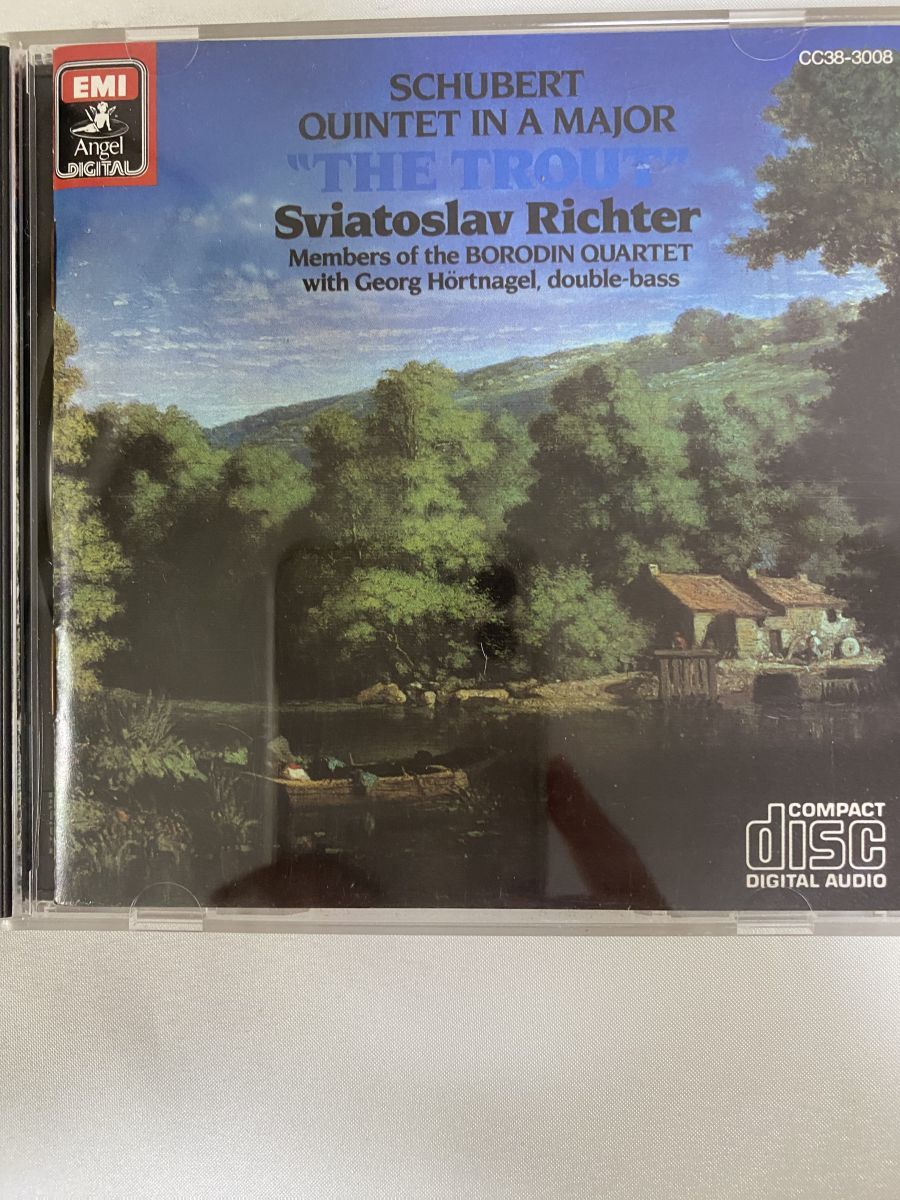 EMI
Angel
DIGITAL
CC38-3008
SCHUBERT
QUINTET IN A MAJOR
"THE TROUT"
Sviatoslav Richter
Members of the BORODIN QUARTET
with Georg Hörtnagel, double-bass
COMPACT
disc
DIGITAL AUDIO